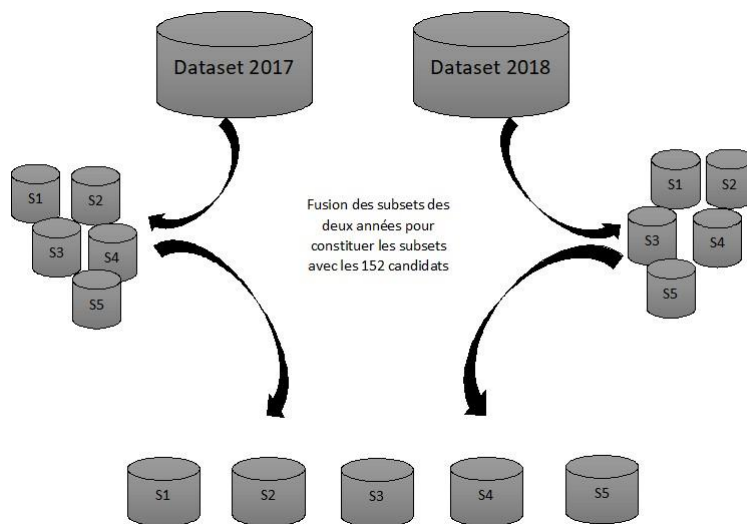 Dataset 2017
Dataset 2018
S1
S2
S3
S4
S5
Fusion des subsets des
deux années pour
constituer les subsets
avec les 152 candidats
S1
S2
S3
S4
S5
S1
S2
S3
S4
S5